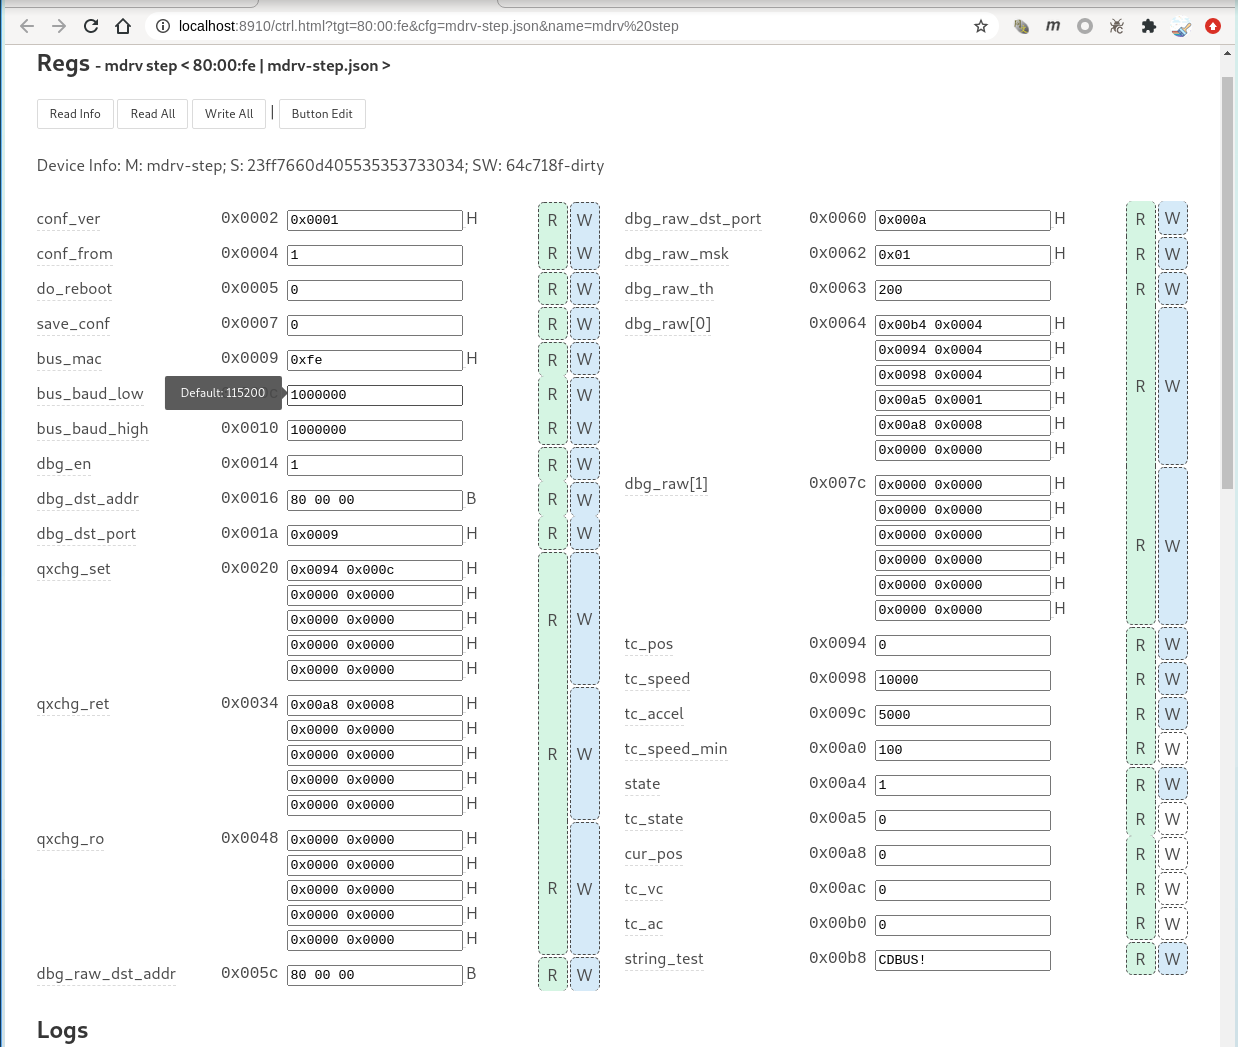 localhost:8910/ctrl.html?tgt=80:00:fe&cfg=mdrv-step.json&name=mdrv%20step
m
Regs - mdrv step < 80:00:fe | mdrv-step.json >
Read Info Read All Write All | Button Edit
Device Info: M: mdrv-step; S: 23ff7660d405535353733034; SW: 64c718f-dirty
conf_ver 0x0002 0x0001 H R W
conf_from 0x0004 1 R W
do_reboot 0x0005 0 R W
save_conf 0x0007 0 R W
bus_mac 0x0009 0xfe H R W
bus_baud_low Default: 115200 1000000 R W
bus_baud_high 0x0010 1000000 R W
dbg_en 0x0014 1 R W
dbg_dst_addr 0x0016 80 00 00 B R W
dbg_dst_port 0x001a 0x0009 H R W
qxchg_set 0x0020 0x0094 0x000c H
0x0000 0x0000 H
0x0000 0x0000 H R W
0x0000 0x0000 H
0x0000 0x0000 H
qxchg_ret 0x0034 0x00a8 0x0008 H
0x0000 0x0000 H
0x0000 0x0000 H R W
0x0000 0x0000 H
0x0000 0x0000 H
qxchg_ro 0x0048 0x0000 0x0000 H
0x0000 0x0000 H
0x0000 0x0000 H R W
0x0000 0x0000 H
0x0000 0x0000 H
dbg_raw_dst_addr 0x005c 80 00 00 B R W
dbg_raw_dst_port 0x0060 0x000a H R W
dbg_raw_msk 0x0062 0x01 H R W
dbg_raw_th 0x0063 200 R W
dbg_raw[0] 0x0064 0x00b4 0x0004 H
0x0094 0x0004 H
0x0098 0x0004 H R W
0x00a5 0x0001 H
0x00a8 0x0008 H
0x0000 0x0000 H
dbg_raw[1] 0x007c 0x0000 0x0000 H
0x0000 0x0000 H
0x0000 0x0000 H R W
0x0000 0x0000 H
0x0000 0x0000 H
0x0000 0x0000 H
tc_pos 0x0094 0 R W
tc_speed 0x0098 10000 R W
tc_accel 0x009c 5000 R W
tc_speed_min 0x00a0 100 R W
state 0x00a4 1 R W
tc_state 0x00a5 0 R W
cur_pos 0x00a8 0 R W
tc_vc 0x00ac 0 R W
tc_ac 0x00b0 0 R W
string_test 0x00b8 CDBUS! R W
Logs